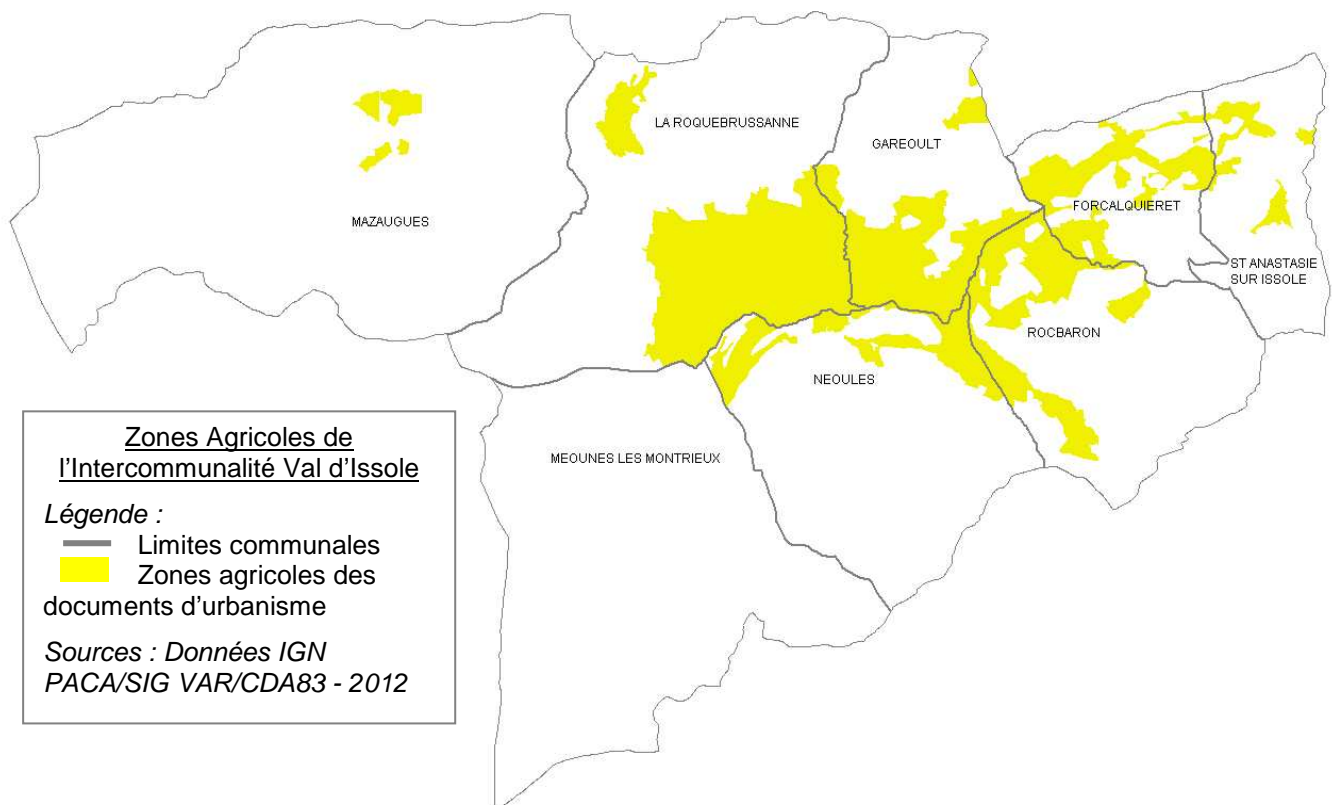 LA ROQUEBRUSSANNE
GAREOULT
MAZAUGUES
FORCALQUIERET
ST ANASTASIE
SUR ISSOLE
ROCBARON
NEOULES
MEOUNES LES MONTRIEUX
Zones Agricoles de
l'Intercommunalité Val d'Issole
Légende :
Limites communales
Zones agricoles des
documents d'urbanisme
Sources : Données IGN
PACA/SIG VAR/CDA83 - 2012